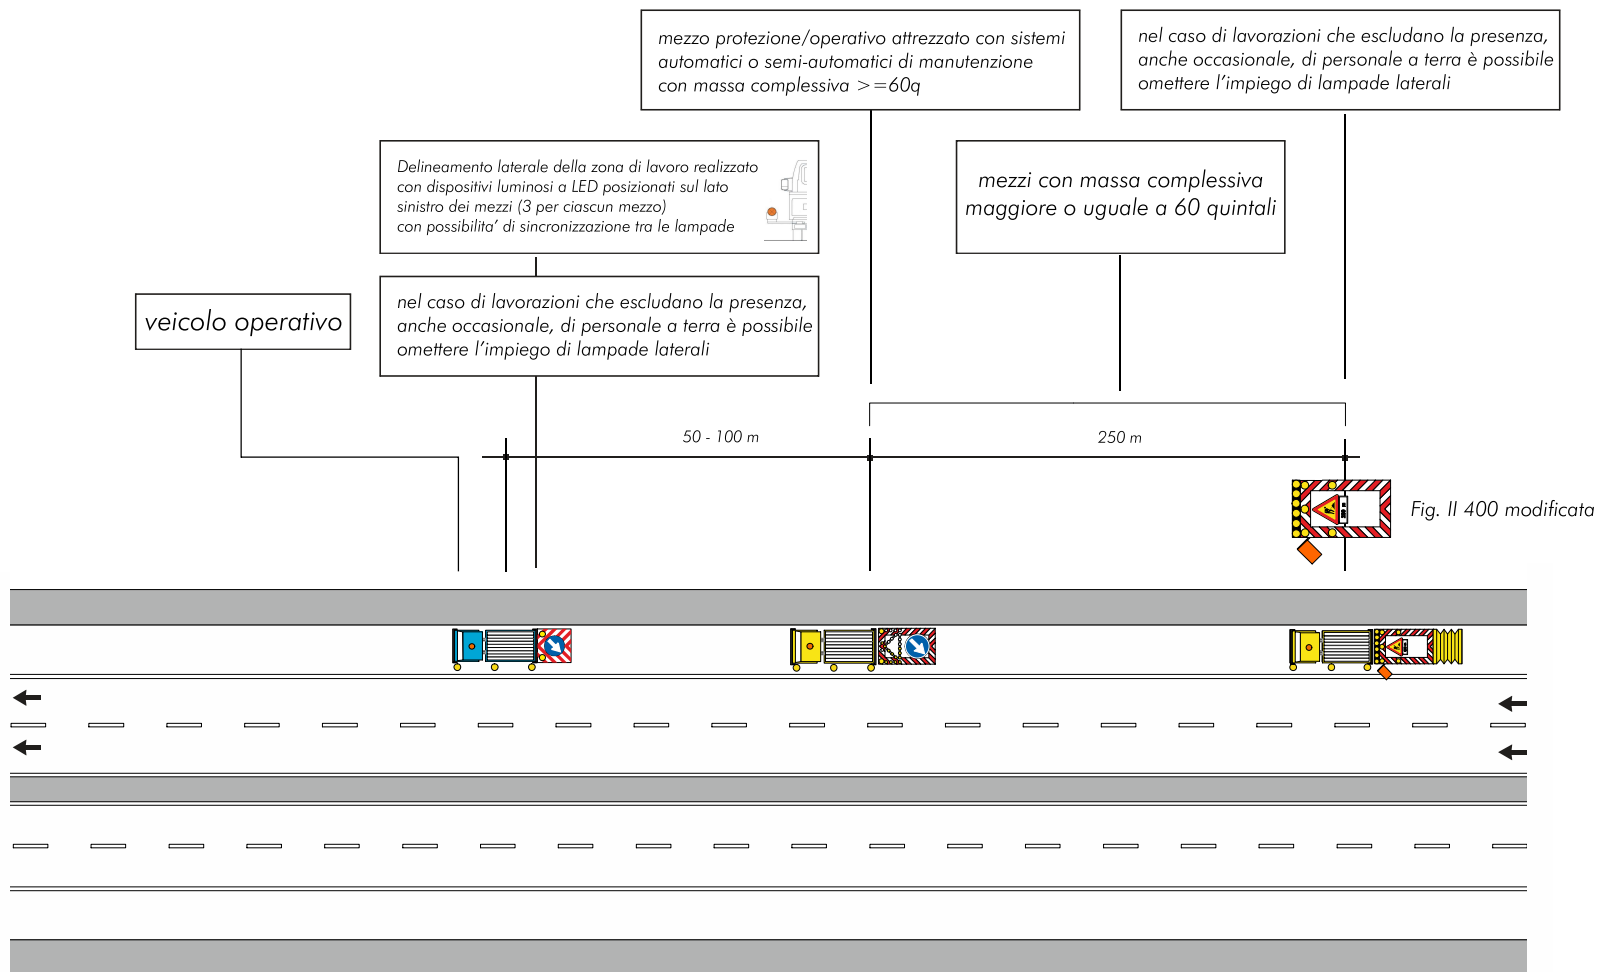 mezzo protezione/operativo attrezzato con sistemi
automatici o semi-automatici di manutenzione
con massa complessiva >=60q
nel caso di lavorazioni che escludano la presenza,
anche occasionale, di personale a terra è possibile
omettere l'impiego di lampade laterali
Delineamento laterale della zona di lavoro realizzato
con dispositivi luminosi a LED posizionati sul lato
sinistro dei mezzi (3 per ciascun mezzo)
con possibilita' di sincronizzazione tra le lampade
mezzi con massa complessiva
maggiore o uguale a 60 quintali
veicolo operativo
nel caso di lavorazioni che escludano la presenza,
anche occasionale, di personale a terra è possibile
omettere l'impiego di lampade laterali
50 - 100 m
250 m
Fig. II 400 modificata